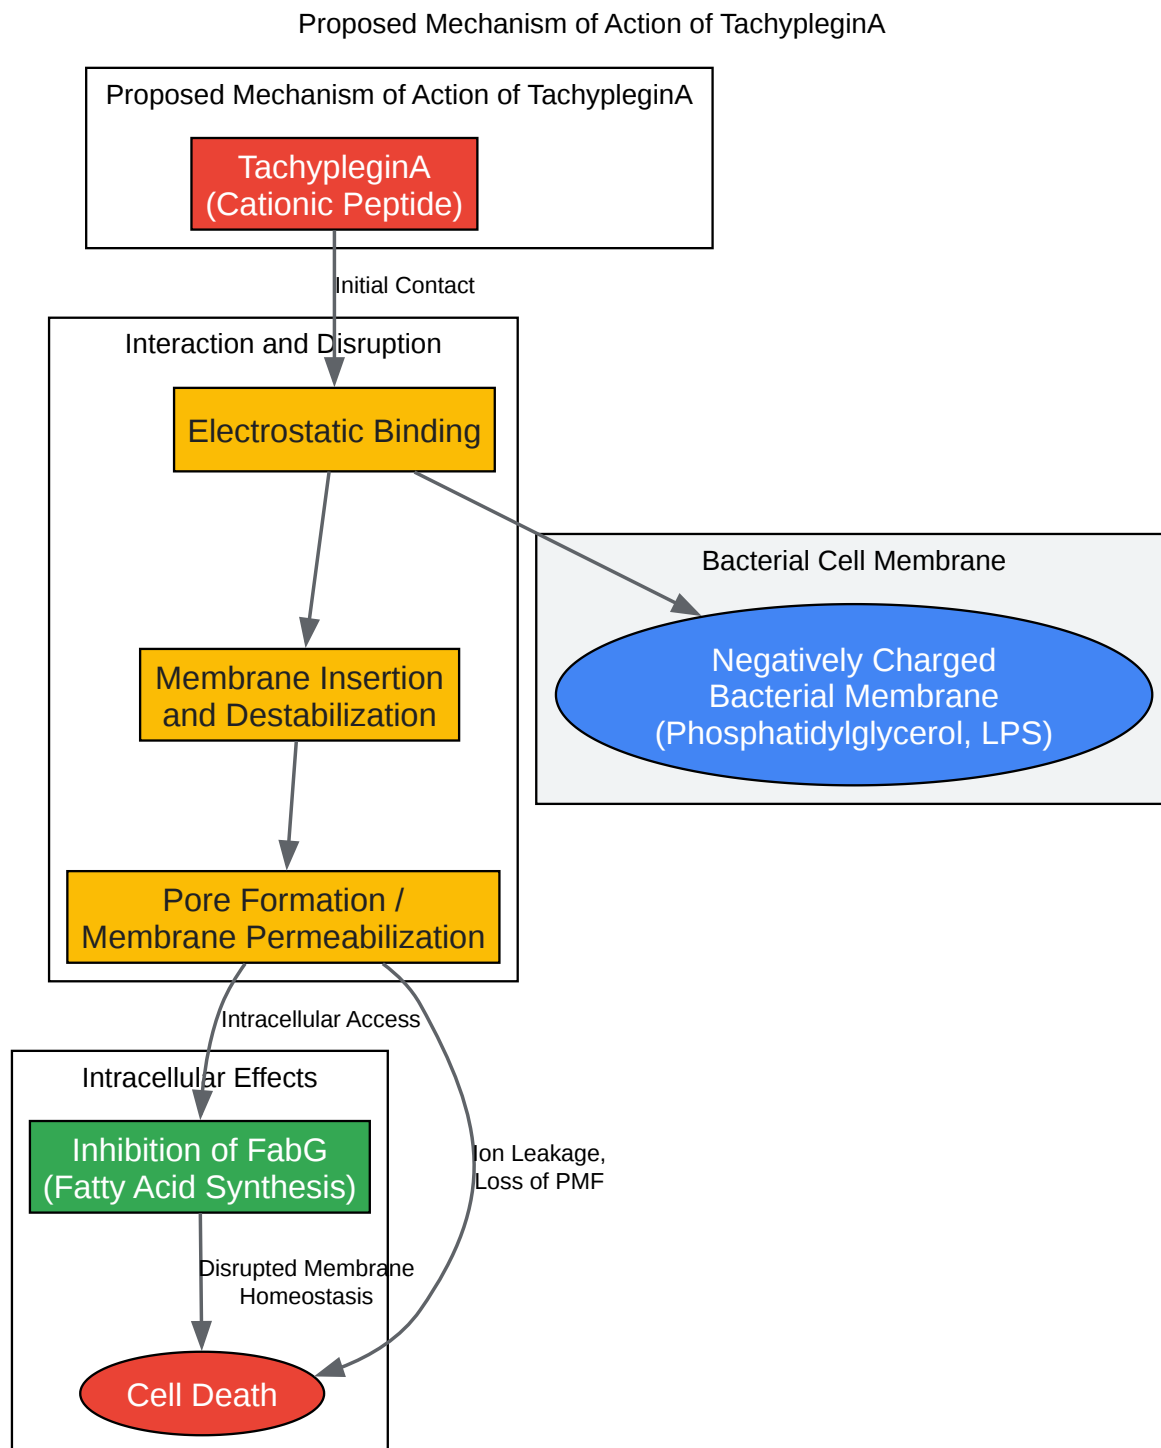 Proposed Mechanism of Action of TachypleginA
Proposed Mechanism of Action of TachypleginA
TachypleginA
(Cationic Peptide)
Initial Contact
Interaction and Disruption
Electrostatic Binding
Bacterial Cell Membrane
Negatively Charged
Bacterial Membrane
(Phosphatidylglycerol, LPS)
Membrane Insertion
and Destabilization
Pore Formation /
Membrane Permeabilization
Intracellular Access
Intracellular Effects
Inhibition of FabG
(Fatty Acid Synthesis)
Ion Leakage,
Loss of PMF
Disrupted Membrane
Homeostasis
Cell Death